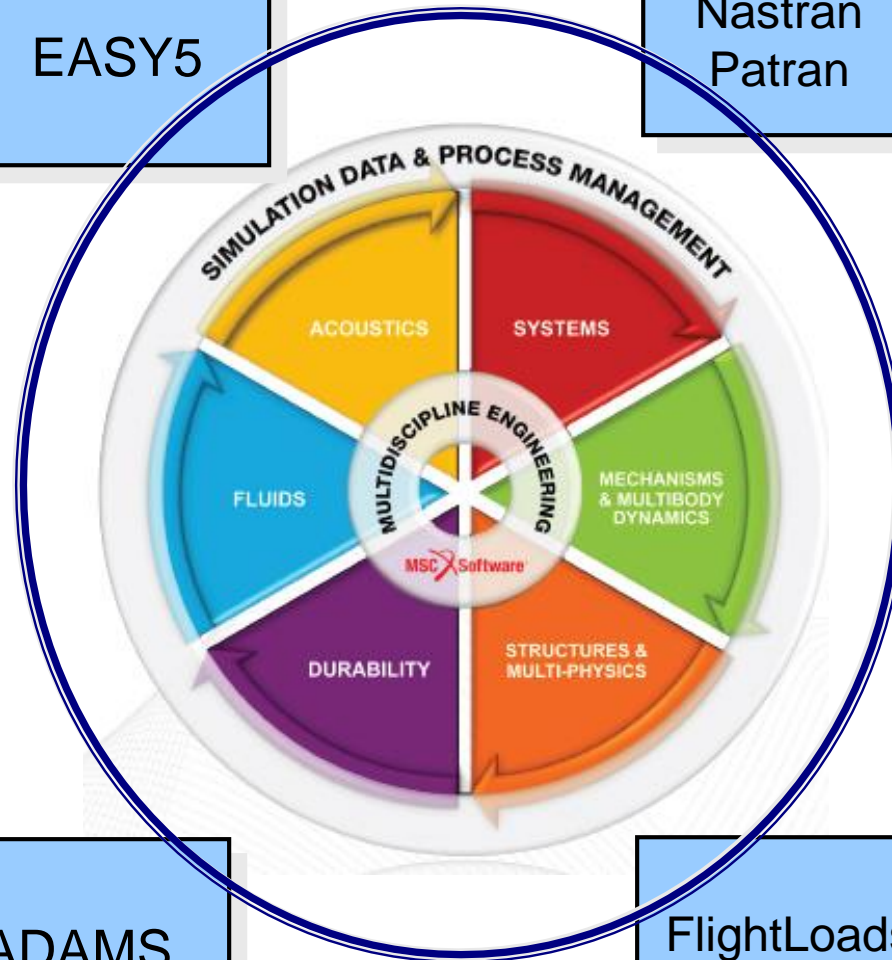 EASY5
Nastran
Patran
SIMULATION DATA & PROCESS MANAGEMENT
ACOUSTICS
SYSTEMS
MULTIDISCIPLINE ENGINEERING
FLUIDS
MECHANISMS
& MULTIBODY
DYNAMICS
MSC Software
DURABILITY
STRUCTURES &
MULTI-PHYSICS
ADAMS
FlightLoads